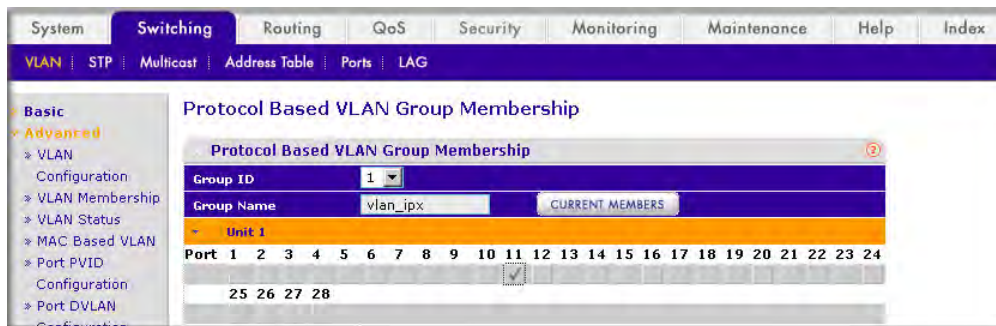 System Switching Routing QoS Security Monitoring Maintenance Help Index
VLAN STP Multicast Address Table Ports LAG
Basic
Advanced
» VLAN
Configuration
» VLAN Membership
» VLAN Status
» MAC Based VLAN
» Port PVID
Configuration
» Port DVLAN
Configuration
Protocol Based VLAN Group Membership
Protocol Based VLAN Group Membership
Group ID 1
Group Name vlan_ipx CURRENT MEMBERS
Unit 1
Port 1 2 3 4 5 6 7 8 9 10 11 12 13 14 15 16 17 18 19 20 21 22 23 24
25 26 27 28